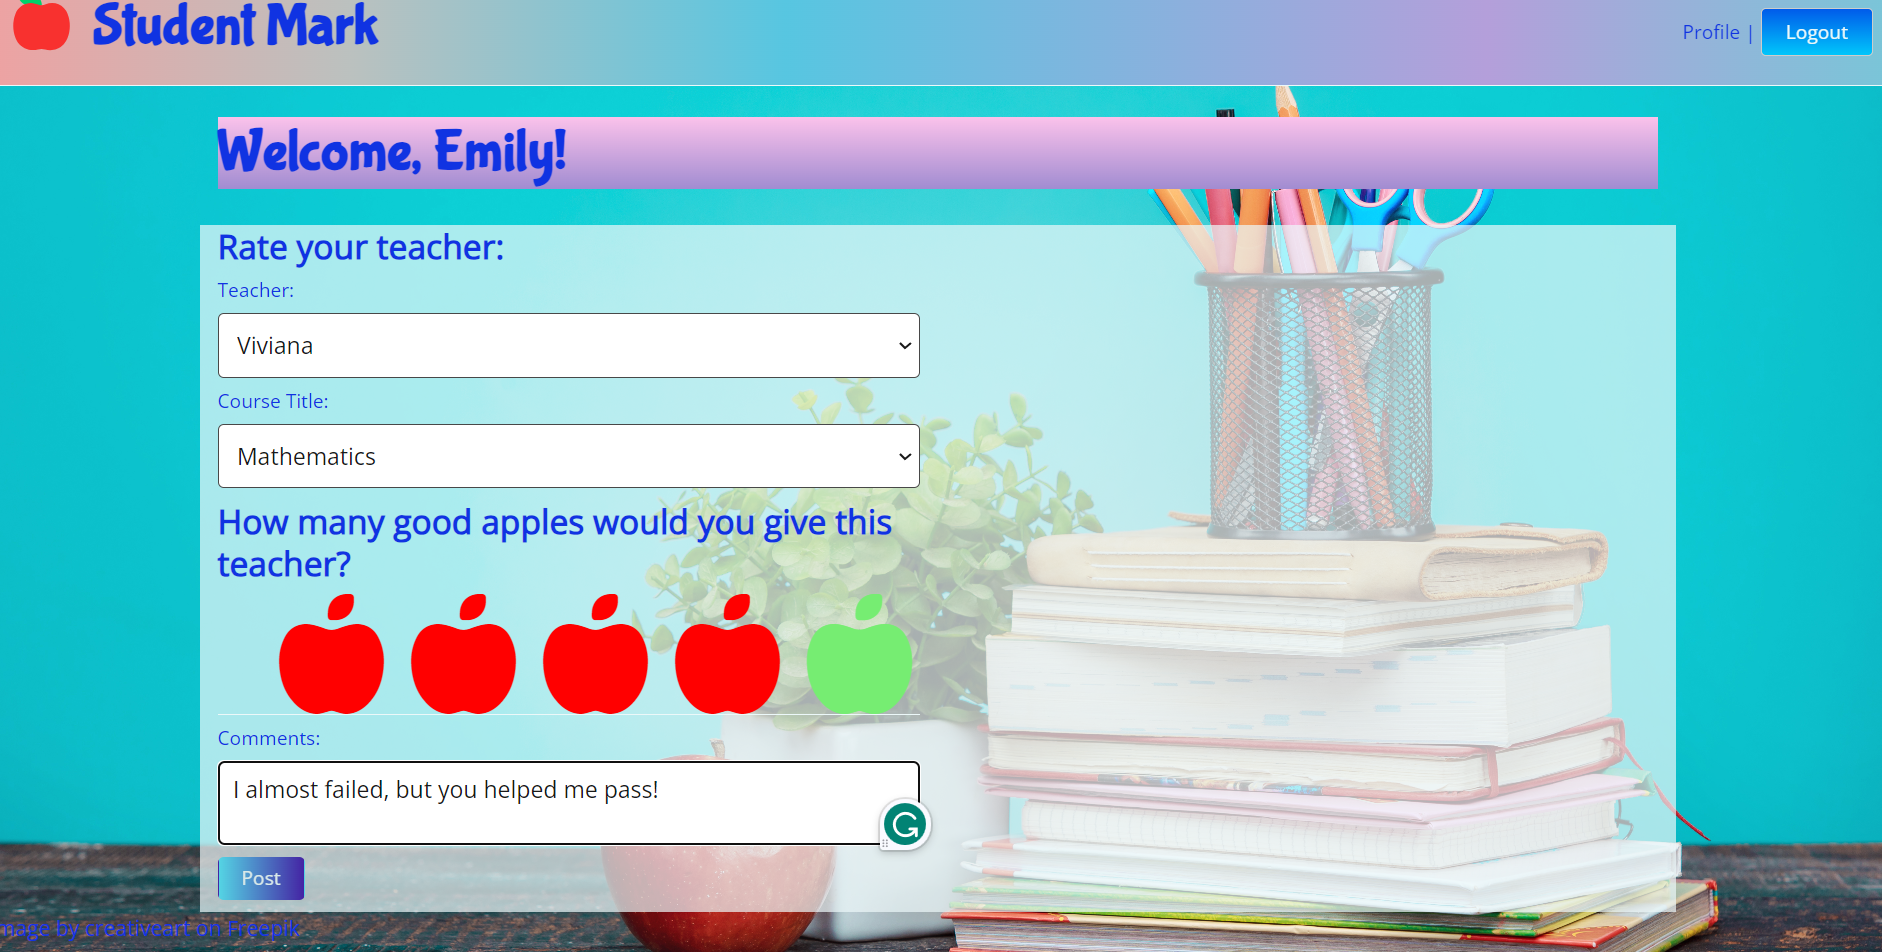 Student Mark
Profile |
Logout
Welcome, Emily!
Rate your teacher:
Teacher:
Viviana
Course Title:
Mathematics
How many good apples would you give this
teacher?
Comments:
I almost failed, but you helped me pass!
Post
mage by creativeart on Freepik